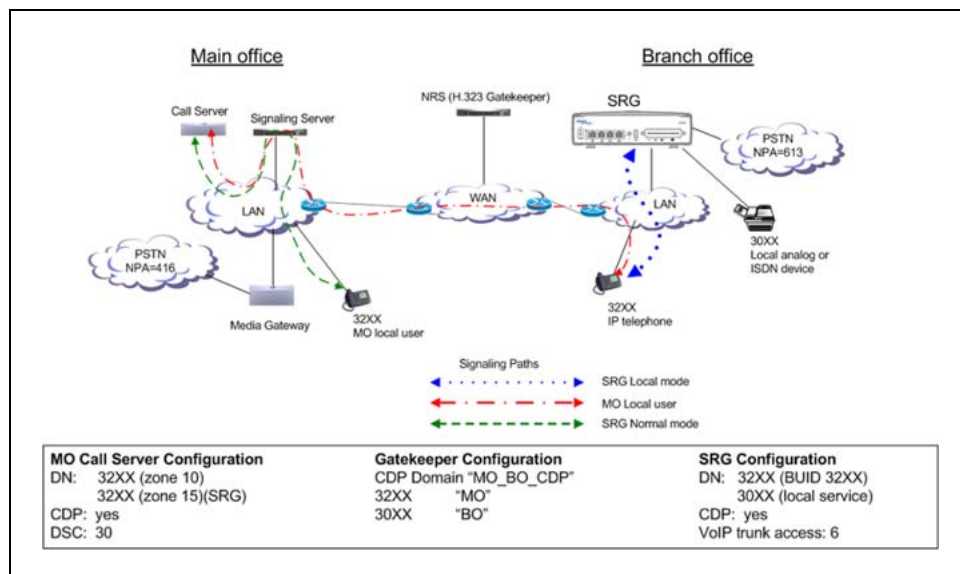 Main office
Branch office
NRS (H.323 Gatekeeper)
SRG
Call Server
Signaling Server
PSTN
NPA=613
LAN
WAN
LAN
PSTN
NPA=416
30XX
Local analog or
ISDN device
Media Gateway
32XX
MO local user
32XX
IP telephone
Signaling Paths
SRG Local mode
MO Local user
SRG Normal mode
MO Call Server Configuration
DN: 32XX (zone 10)
32XX (zone 15)(SRG)
CDP: yes
DSC: 30
Gatekeeper Configuration
CDP Domain “MO_BO_CDP”
32XX “MO”
30XX “BO”
SRG Configuration
DN: 32XX (BUID 32XX)
30XX (local service)
CDP: yes
VoIP trunk access: 6